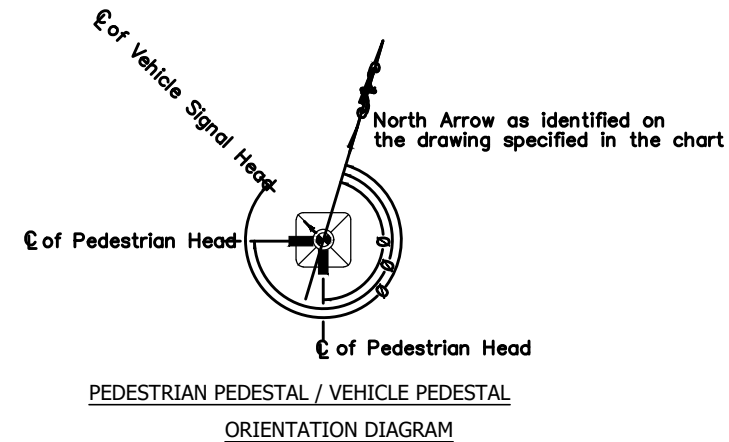 ℄ of Vehicle Signal Head
North Arrow as identified on
the drawing specified in the chart
℄ of Pedestrian Head
Ø
Ø
Ø
℄ of Pedestrian Head
PEDESTRIAN PEDESTAL / VEHICLE PEDESTAL
ORIENTATION DIAGRAM